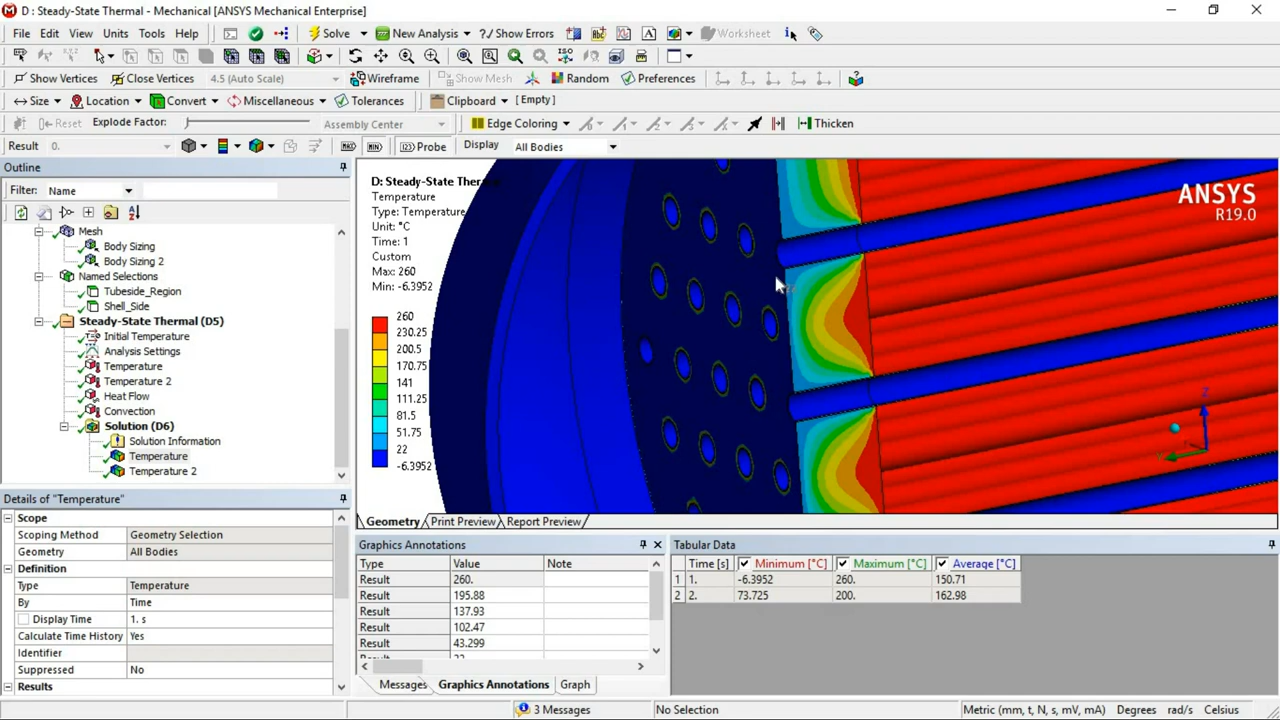 D : Steady-State Thermal - Mechanical [ANSYS Mechanical Enterprise]
File Edit View Units Tools Help Solve New Analysis ?/ Show Errors Worksheet
Show Vertices Close Vertices 4.5 (Auto Scale) Wireframe Show Mesh Random Preferences
Size Location Convert Miscellaneous Tolerances Clipboard [ Empty ]
Reset Explode Factor: Assembly Center Edge Coloring Thicken
Result 0. Probe Display All Bodies
Outline
Filter: Name
Mesh
Body Sizing
Body Sizing 2
Named Selections
Tubeside_Region
Shell_Side
Steady-State Thermal (D5)
Initial Temperature
Analysis Settings
Temperature
Temperature 2
Heat Flow
Convection
Solution (D6)
Solution Information
Temperature
Temperature 2
Details of "Temperature"
Scope
Scoping Method Geometry Selection
Geometry All Bodies
Definition
Type Temperature
By Time
Display Time 1. s
Calculate Time History Yes
Identifier
Suppressed No
Results
D: Steady-State Ther
Temperature
Type: Temperature
Unit: °C
Time: 1
Custom
Max: 260
Min: -6.3952
260
230.25
200.5
170.75
141
111.25
81.5
51.75
22
-6.3952
ANSYS
R19.0
Geometry Print Preview Report Preview
Graphics Annotations
Type Value Note
Result 260.
Result 195.88
Result 137.93
Result 102.47
Result 43.299
Messages Graphics Annotations Graph
Tabular Data
Time [s] Minimum [°C] Maximum [°C] Average [°C]
1 1. -6.3952 260. 150.71
2 2. 73.725 200. 162.98
3 Messages No Selection Metric (mm, t, N, s, mV, mA) Degrees rad/s Celsius